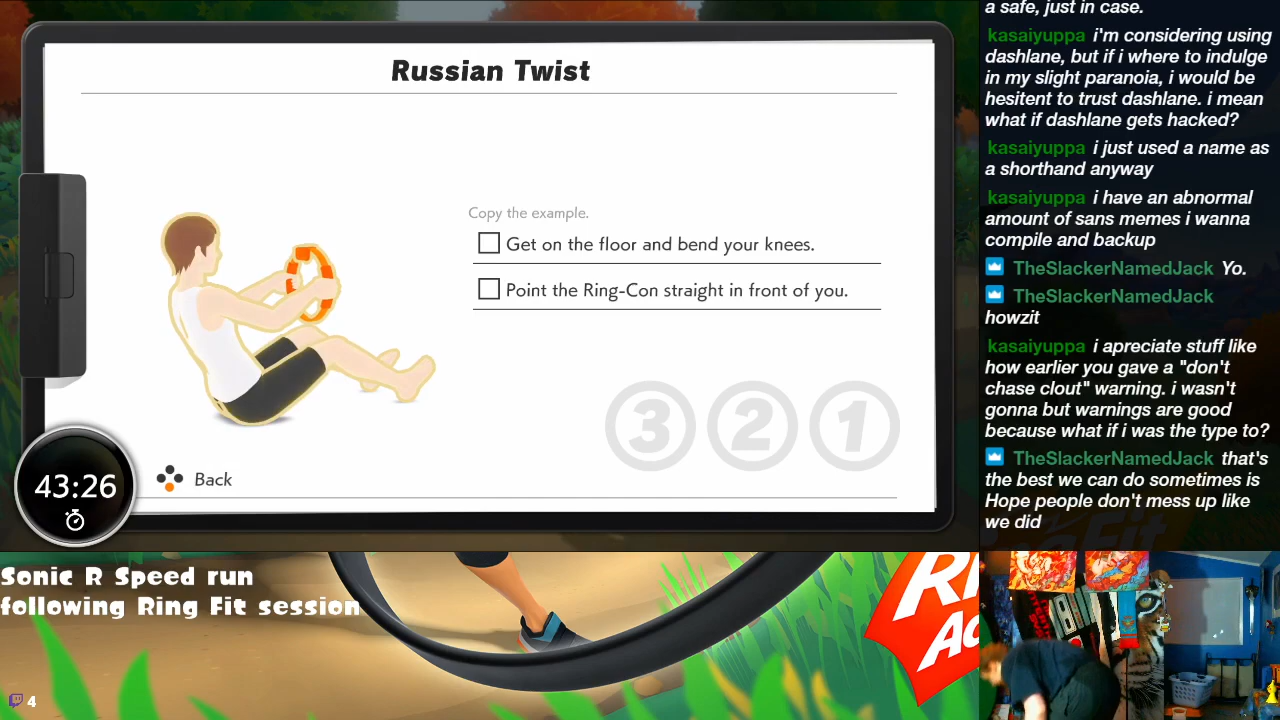 Russian Twist
Copy the example.
Get on the floor and bend your knees.
Point the Ring-Con straight in front of you.
3 2 1
Back
43:26
Sonic R Speed run
following Ring Fit session
4
a safe, just in case.
kasaiyuppa i'm considering using
dashlane, but if i where to indulge
in my slight paranoia, i would be
hesitent to trust dashlane. i mean
what if dashlane gets hacked?
kasaiyuppa i just used a name as
a shorthand anyway
kasaiyuppa i have an abnormal
amount of sans memes i wanna
compile and backup
TheSlackerNamedJack Yo.
TheSlackerNamedJack
howzit
kasaiyuppa i apreciate stuff like
how earlier you gave a "don't
chase clout" warning. i wasn't
gonna but warnings are good
because what if i was the type to?
TheSlackerNamedJack that's
the best we can do sometimes is
Hope people don't mess up like
we did